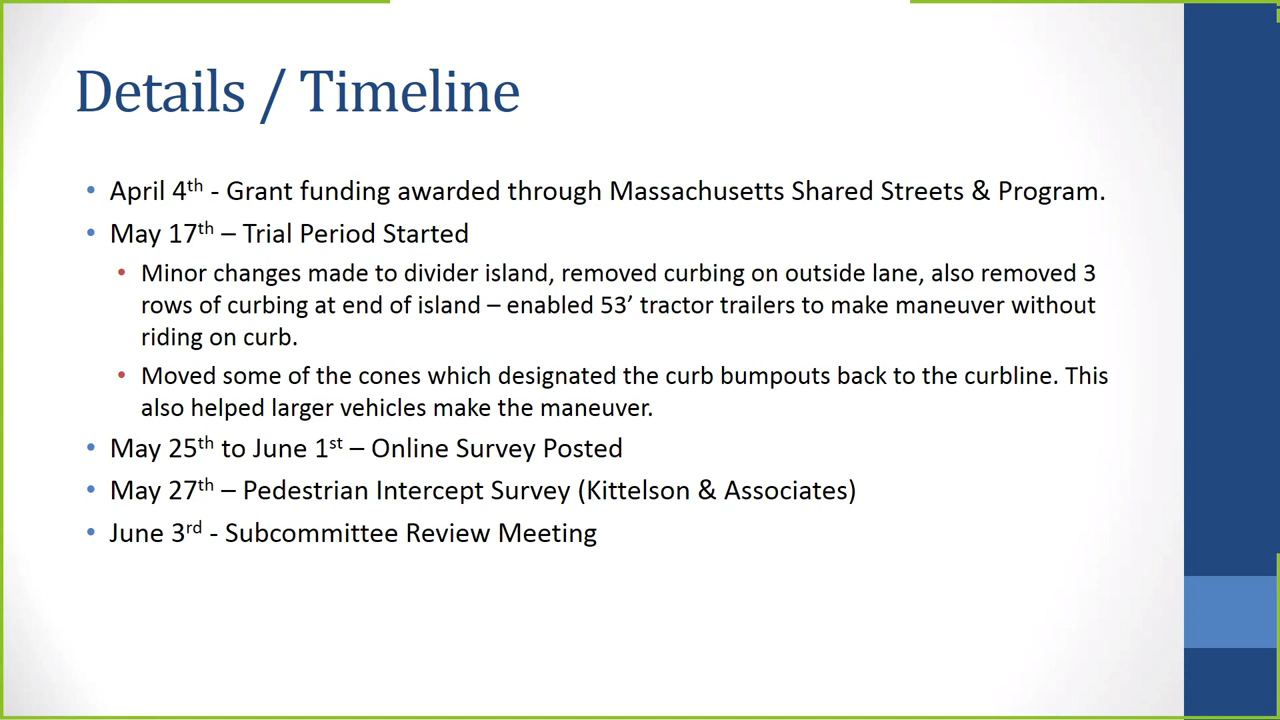 Details / Timeline
• April 4th - Grant funding awarded through Massachusetts Shared Streets & Program.
• May 17th – Trial Period Started
• Minor changes made to divider island, removed curbing on outside lane, also removed 3
rows of curbing at end of island – enabled 53’ tractor trailers to make maneuver without
riding on curb.
• Moved some of the cones which designated the curb bumpouts back to the curbline. This
also helped larger vehicles make the maneuver.
• May 25th to June 1st – Online Survey Posted
• May 27th – Pedestrian Intercept Survey (Kittelson & Associates)
• June 3rd - Subcommittee Review Meeting